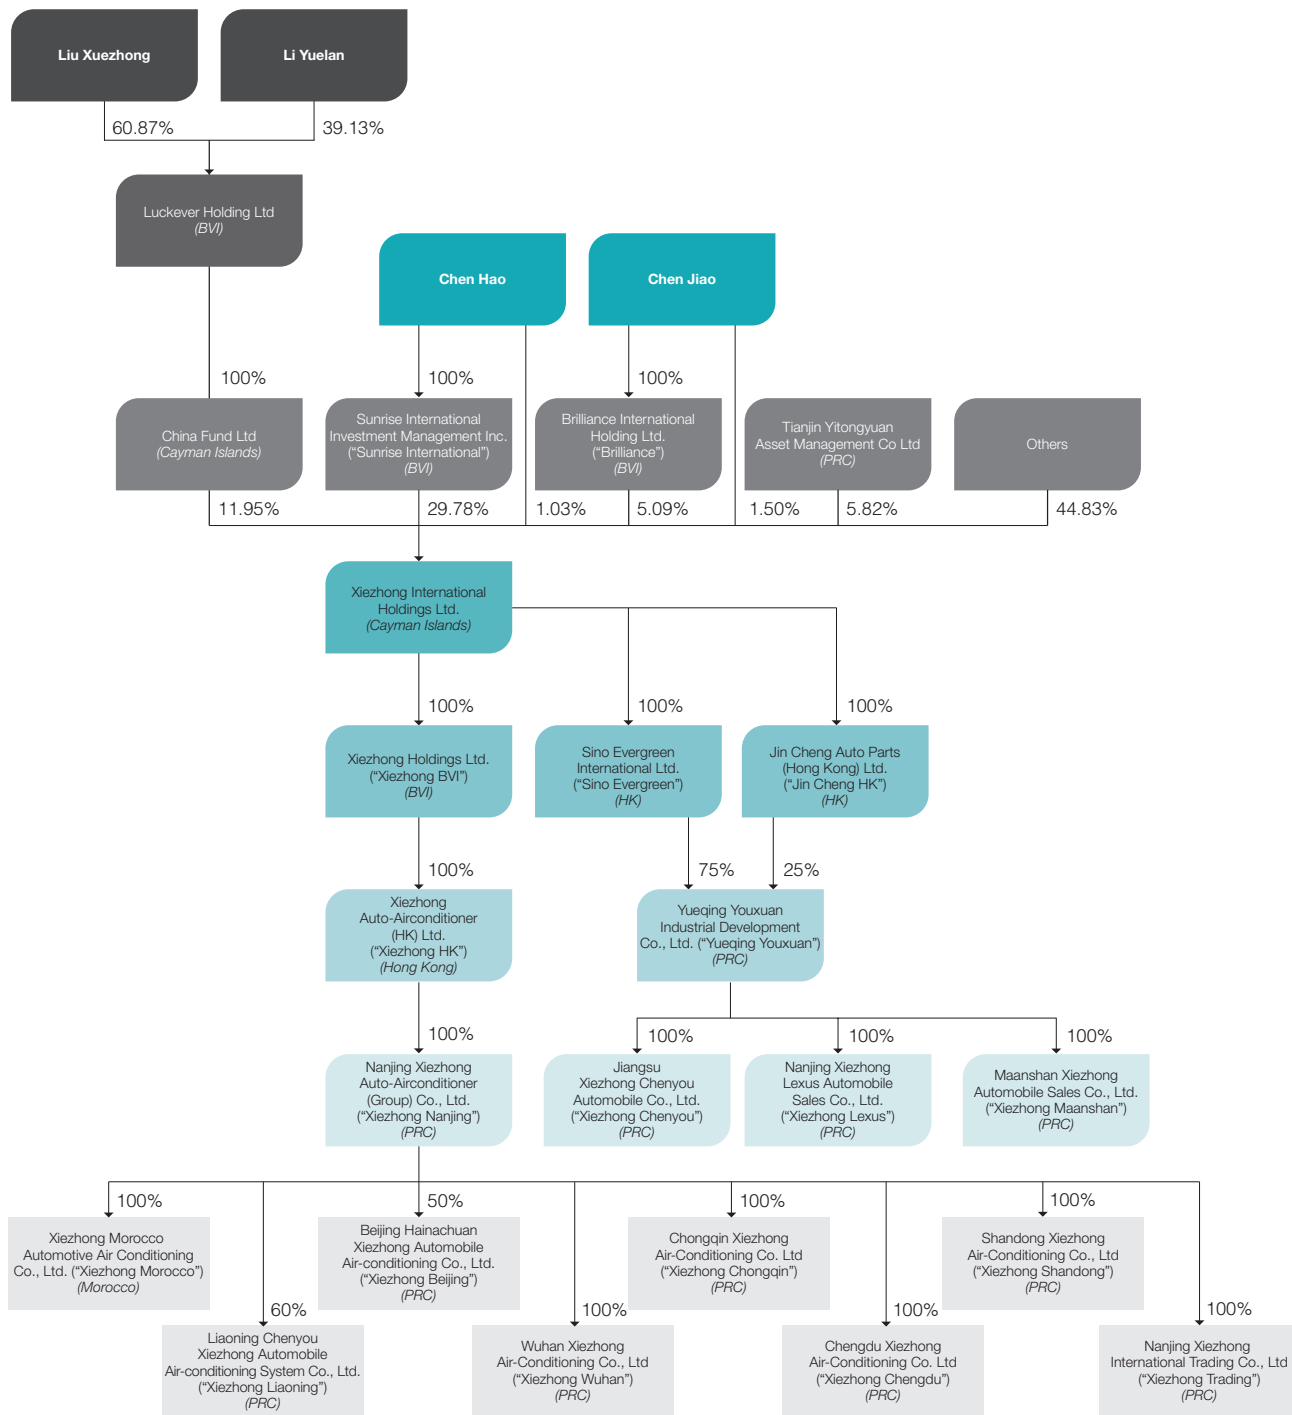 Liu Xuezhong
Li Yuelan
60.87%
39.13%
Luckever Holding Ltd
(BVI)
Chen Hao
Chen Jiao
100%
100%
100%
China Fund Ltd
(Cayman Islands)
Sunrise International
Investment Management Inc.
(“Sunrise International”)
(BVI)
Brilliance International
Holding Ltd.
(“Brilliance”)
(BVI)
Tianjin Yitongyuan
Asset Management Co Ltd
(PRC)
Others
11.95%
29.78%
1.03%
5.09%
1.50%
5.82%
44.83%
Xiezhong International
Holdings Ltd.
(Cayman Islands)
100%
100%
100%
Xiezhong Holdings Ltd.
(“Xiezhong BVI”)
(BVI)
Sino Evergreen
International Ltd.
(“Sino Evergreen”)
(HK)
Jin Cheng Auto Parts
(Hong Kong) Ltd.
(“Jin Cheng HK”)
(HK)
100%
75%
25%
Xiezhong
Auto-Airconditioner
(HK) Ltd.
(“Xiezhong HK”)
(Hong Kong)
Yueqing Youxuan
Industrial Development
Co., Ltd. (“Yueqing Youxuan”)
(PRC)
100%
100%
100%
100%
Nanjing Xiezhong
Auto-Airconditioner
(Group) Co., Ltd.
(“Xiezhong Nanjing”)
(PRC)
Jiangsu
Xiezhong Chenyou
Automobile Co., Ltd.
(“Xiezhong Chenyou”)
(PRC)
Nanjing Xiezhong
Lexus Automobile
Sales Co., Ltd.
(“Xiezhong Lexus”)
(PRC)
Maanshan Xiezhong
Automobile Sales Co., Ltd.
(“Xiezhong Maanshan”)
(PRC)
100%
50%
100%
100%
Xiezhong Morocco
Automotive Air Conditioning
Co., Ltd. (“Xiezhong Morocco”)
(Morocco)
Beijing Hainachuan
Xiezhong Automobile
Air-conditioning Co., Ltd.
(“Xiezhong Beijing”)
(PRC)
Chongqin Xiezhong
Air-Conditioning Co. Ltd
(“Xiezhong Chongqin”)
(PRC)
Shandong Xiezhong
Air-Conditioning Co., Ltd
(“Xiezhong Shandong”)
(PRC)
60%
100%
100%
100%
Liaoning Chenyou
Xiezhong Automobile
Air-conditioning System Co., Ltd.
(“Xiezhong Liaoning”)
(PRC)
Wuhan Xiezhong
Air-Conditioning Co., Ltd
(“Xiezhong Wuhan”)
(PRC)
Chengdu Xiezhong
Air-Conditioning Co. Ltd
(“Xiezhong Chengdu”)
(PRC)
Nanjing Xiezhong
International Trading Co., Ltd
(“Xiezhong Trading”)
(PRC)